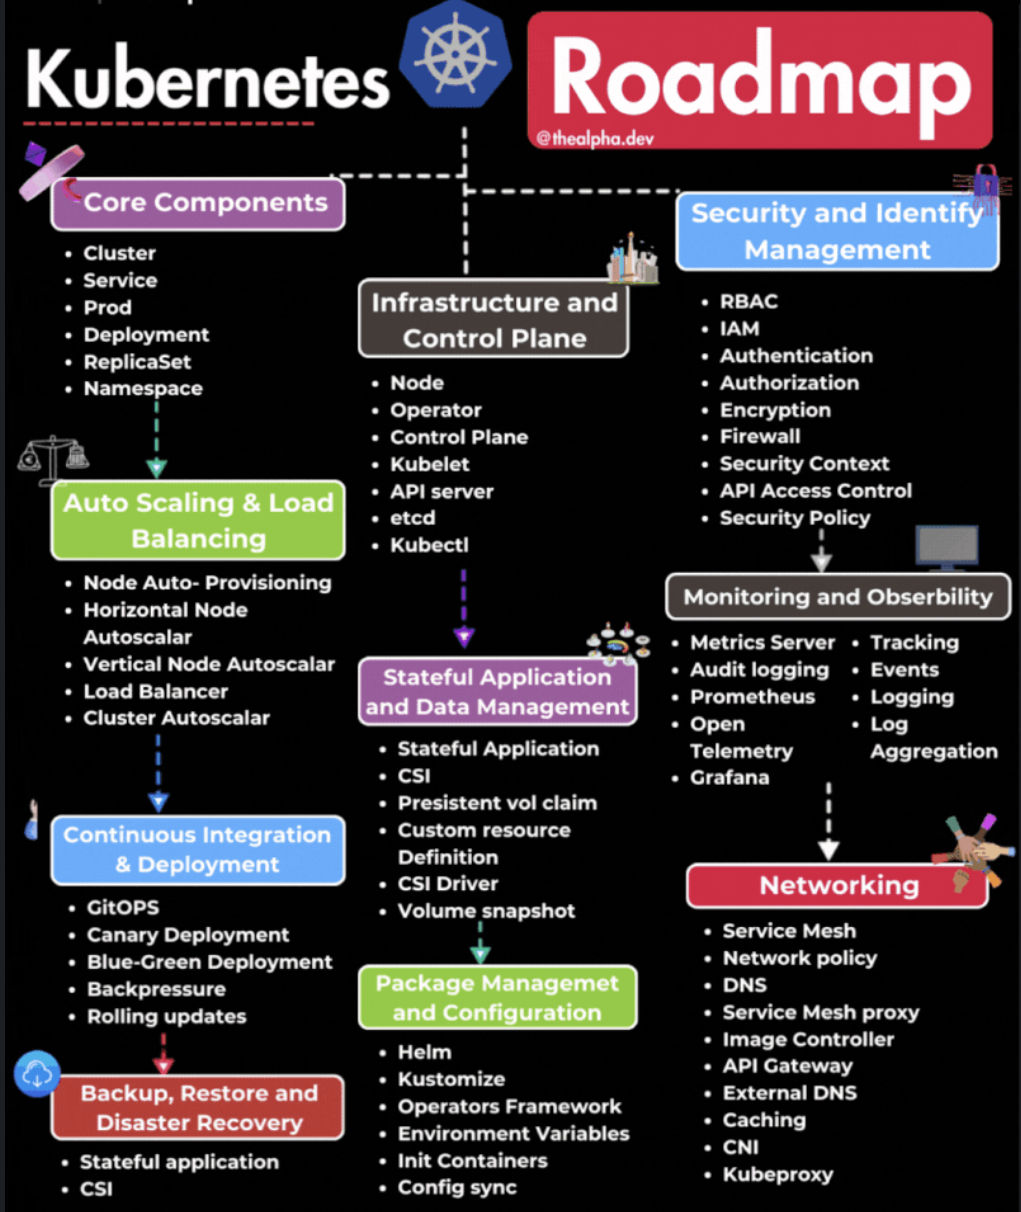 Kubernetes
Roadmap
@thealpha.dev
Core Components
• Cluster
• Service
• Prod
• Deployment
• ReplicaSet
• Namespace
Auto Scaling & Load
Balancing
• Node Auto- Provisioning
• Horizontal Node
Autoscalar
• Vertical Node Autoscalar
• Load Balancer
• Cluster Autoscalar
Continuous Integration
& Deployment
• GitOPS
• Canary Deployment
• Blue-Green Deployment
• Backpressure
• Rolling updates
Backup, Restore and
Disaster Recovery
• Stateful application
• CSI
Infrastructure and
Control Plane
• Node
• Operator
• Control Plane
• Kubelet
• API server
• etcd
• Kubectl
Stateful Application
and Data Management
• Stateful Application
• CSI
• Presistent vol claim
• Custom resource
Definition
• CSI Driver
• Volume snapshot
Package Managemet
and Configuration
• Helm
• Kustomize
• Operators Framework
• Environment Variables
• Init Containers
• Config sync
Security and Identify
Management
• RBAC
• IAM
• Authentication
• Authorization
• Encryption
• Firewall
• Security Context
• API Access Control
• Security Policy
Monitoring and Obserbility
• Metrics Server
• Audit logging
• Prometheus
• Open
Telemetry
• Grafana
• Tracking
• Events
• Logging
• Log
Aggregation
Networking
• Service Mesh
• Network policy
• DNS
• Service Mesh proxy
• Image Controller
• API Gateway
• External DNS
• Caching
• CNI
• Kubeproxy